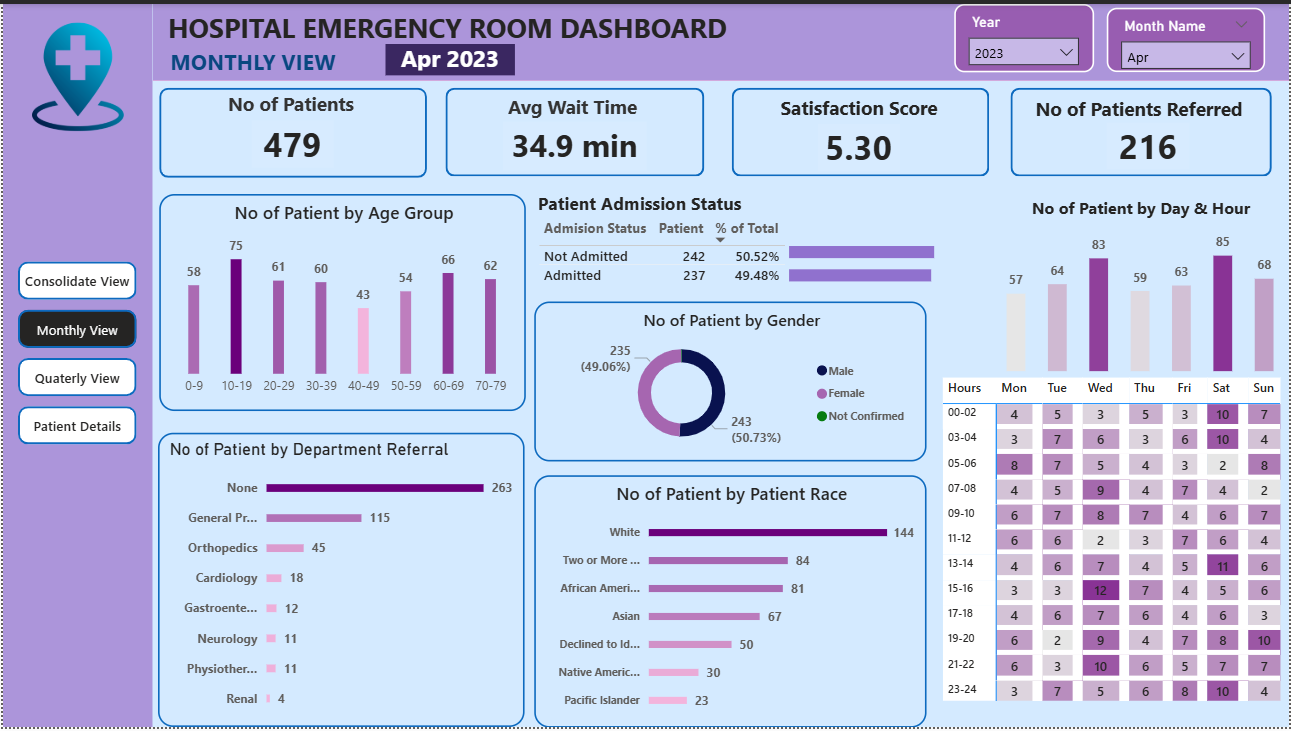 HOSPITAL EMERGENCY ROOM DASHBOARD
MONTHLY VIEW
Apr 2023
Year
2023
Month Name
Apr
Consolidate View
Monthly View
Quaterly View
Patient Details
No of Patients
479
Avg Wait Time
34.9 min
Satisfaction Score
5.30
No of Patients Referred
216
No of Patient by Age Group
58 75 61 60 43 54 66 62
0-9 10-19 20-29 30-39 40-49 50-59 60-69 70-79
No of Patient by Department Referral
None 263
General Pr... 115
Orthopedics 45
Cardiology 18
Gastroente... 12
Neurology 11
Physiother... 11
Renal 4
Patient Admission Status
Admision Status Patient % of Total
Not Admitted 242 50.52%
Admitted 237 49.48%
No of Patient by Gender
235
(49.06%)
243
(50.73%)
Male
Female
Not Confirmed
No of Patient by Patient Race
White 144
Two or More ... 84
African Ameri... 81
Asian 67
Declined to Id... 50
Native Americ... 30
Pacific Islander 23
No of Patient by Day & Hour
57 64 83 59 63 85 68
Hours Mon Tue Wed Thu Fri Sat Sun
00-02 4 5 3 5 3 10 7
03-04 3 7 6 3 6 10 4
05-06 8 7 5 4 3 2 8
07-08 4 5 9 4 7 4 2
09-10 6 7 8 7 4 6 7
11-12 6 6 2 3 7 6 4
13-14 4 6 7 4 5 11 6
15-16 3 3 12 7 4 5 6
17-18 4 6 7 6 4 6 3
19-20 6 2 9 4 7 8 10
21-22 6 3 10 6 5 7 7
23-24 3 7 5 6 8 10 4